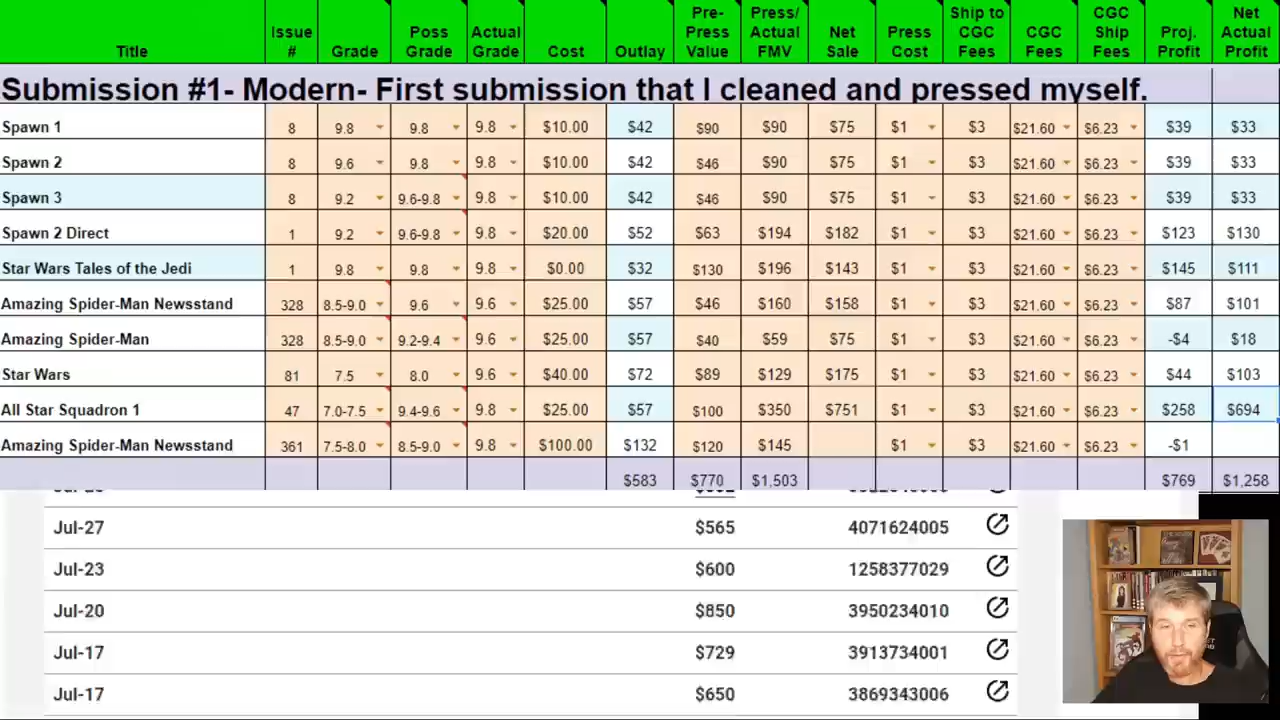 Title Issue # Grade Poss Grade Actual Grade Cost Outlay Pre-Press Value Press/Actual FMV Net Sale Press Cost Ship to CGC Fees CGC Fees CGC Ship Fees Proj. Profit Net Actual Profit
Submission #1- Modern- First submission that I cleaned and pressed myself.
Spawn 1 8 9.8 9.8 9.8 $10.00 $42 $90 $90 $75 $1 $3 $21.60 $6.23 $39 $33
Spawn 2 8 9.6 9.8 9.8 $10.00 $42 $46 $90 $75 $1 $3 $21.60 $6.23 $39 $33
Spawn 3 8 9.2 9.6-9.8 9.8 $10.00 $42 $46 $90 $75 $1 $3 $21.60 $6.23 $39 $33
Spawn 2 Direct 1 9.2 9.6-9.8 9.8 $20.00 $52 $63 $194 $182 $1 $3 $21.60 $6.23 $123 $130
Star Wars Tales of the Jedi 1 9.8 9.8 9.8 $0.00 $32 $130 $196 $143 $1 $3 $21.60 $6.23 $145 $111
Amazing Spider-Man Newsstand 328 8.5-9.0 9.6 9.6 $25.00 $57 $46 $160 $158 $1 $3 $21.60 $6.23 $87 $101
Amazing Spider-Man 328 8.5-9.0 9.2-9.4 9.6 $25.00 $57 $40 $59 $75 $1 $3 $21.60 $6.23 -$4 $18
Star Wars 81 7.5 8.0 9.6 $40.00 $72 $89 $129 $175 $1 $3 $21.60 $6.23 $44 $103
All Star Squadron 1 47 7.0-7.5 9.4-9.6 9.8 $25.00 $57 $100 $350 $751 $1 $3 $21.60 $6.23 $258 $694
Amazing Spider-Man Newsstand 361 7.5-8.0 8.5-9.0 9.8 $100.00 $132 $120 $145 $1 $3 $21.60 $6.23 -$1
$583 $770 $1,503 $769 $1,258
Jul-27 $565 4071624005
Jul-23 $600 1258377029
Jul-20 $850 3950234010
Jul-17 $729 3913734001
Jul-17 $650 3869343006